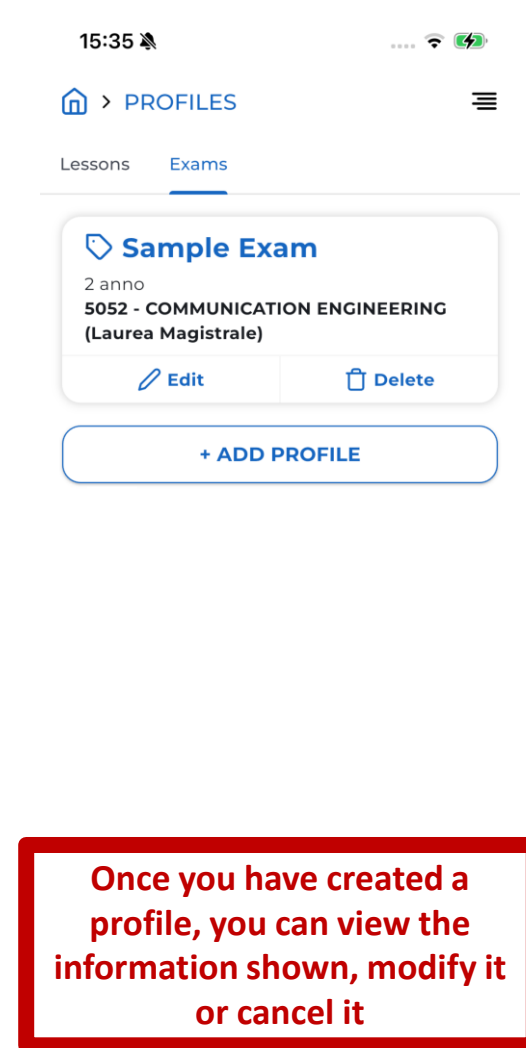 15:35
> PROFILES
Lessons Exams
Sample Exam
2 anno
5052 - COMMUNICATION ENGINEERING
(Laurea Magistrale)
Edit Delete
+ ADD PROFILE
Once you have created a
profile, you can view the
information shown, modify it
or cancel it